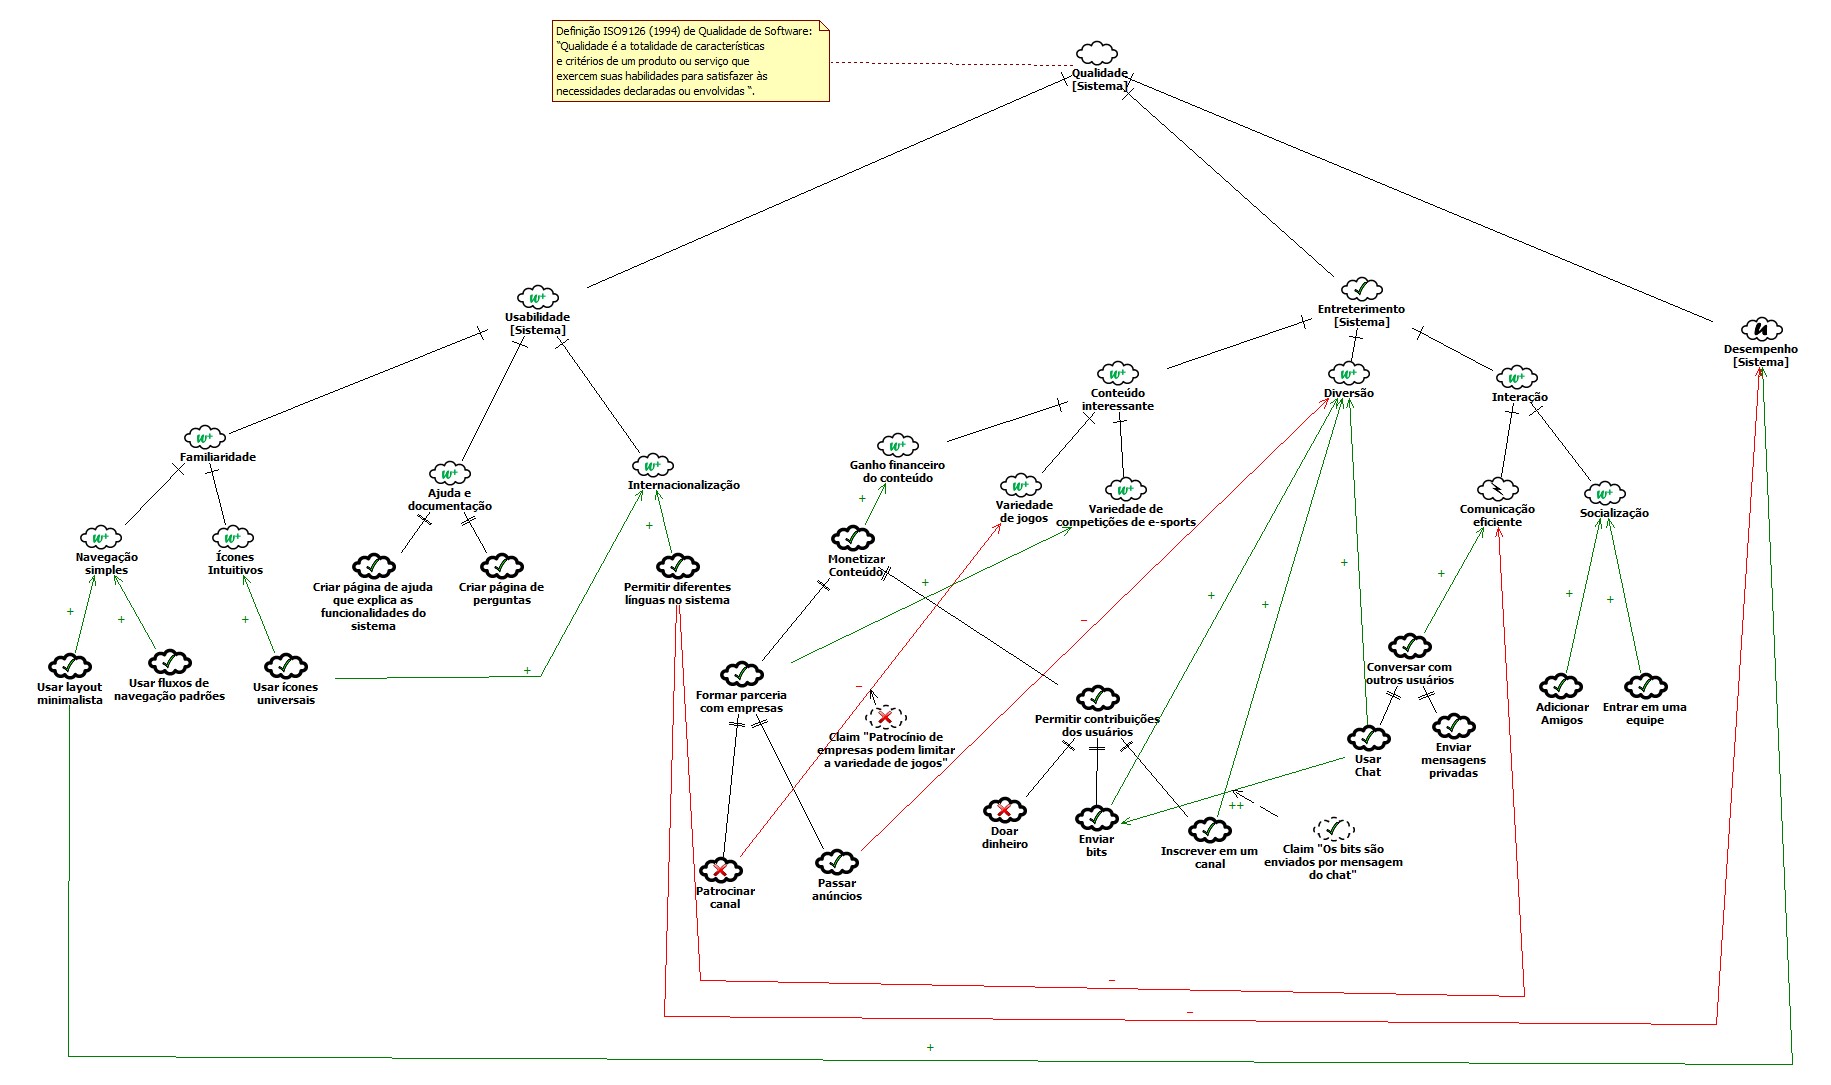 Definição ISO9126 (1994) de Qualidade de Software:
“Qualidade é a totalidade de características
e critérios de um produto ou serviço que
exercem suas habilidades para satisfazer às
necessidades declaradas ou envolvidas “.
Qualidade
[Sistema]
w+
Usabilidade
[Sistema]
Entreterimento
[Sistema]
u
Desempenho
[Sistema]
w+
Conteúdo
interessante
w+
Diversão
w+
Interação
w+
Familiaridade
w+
Ajuda e
documentação
w+
Internacionalização
w+
Ganho financeiro
do conteúdo
w+
Variedade
de jogos
w+
Variedade de
competições de e-sports
Comunicação
eficiente
w+
Socialização
w+
Navegação
simples
w+
Ícones
Intuitivos
Criar página de ajuda
que explica as
funcionalidades do
sistema
Criar página de
perguntas
Permitir diferentes
línguas no sistema
Monetizar
Conteúdo
+
+
+
+
+
+
+
+
+
+
+
+
+
+
–
–
Usar layout
minimalista
Usar fluxos de
navegação padrões
Usar ícones
universais
Formar parceria
com empresas
Claim "Patrocínio de
empresas podem limitar
a variedade de jogos"
Permitir contribuições
dos usuários
Conversar com
outros usuários
Adicionar
Amigos
Entrar em uma
equipe
Usar
Chat
Enviar
mensagens
privadas
++
Doar
dinheiro
Enviar
bits
Inscrever em um
canal
Claim "Os bits são
enviados por mensagem
do chat"
Patrocinar
canal
Passar
anúncios
–
–
+